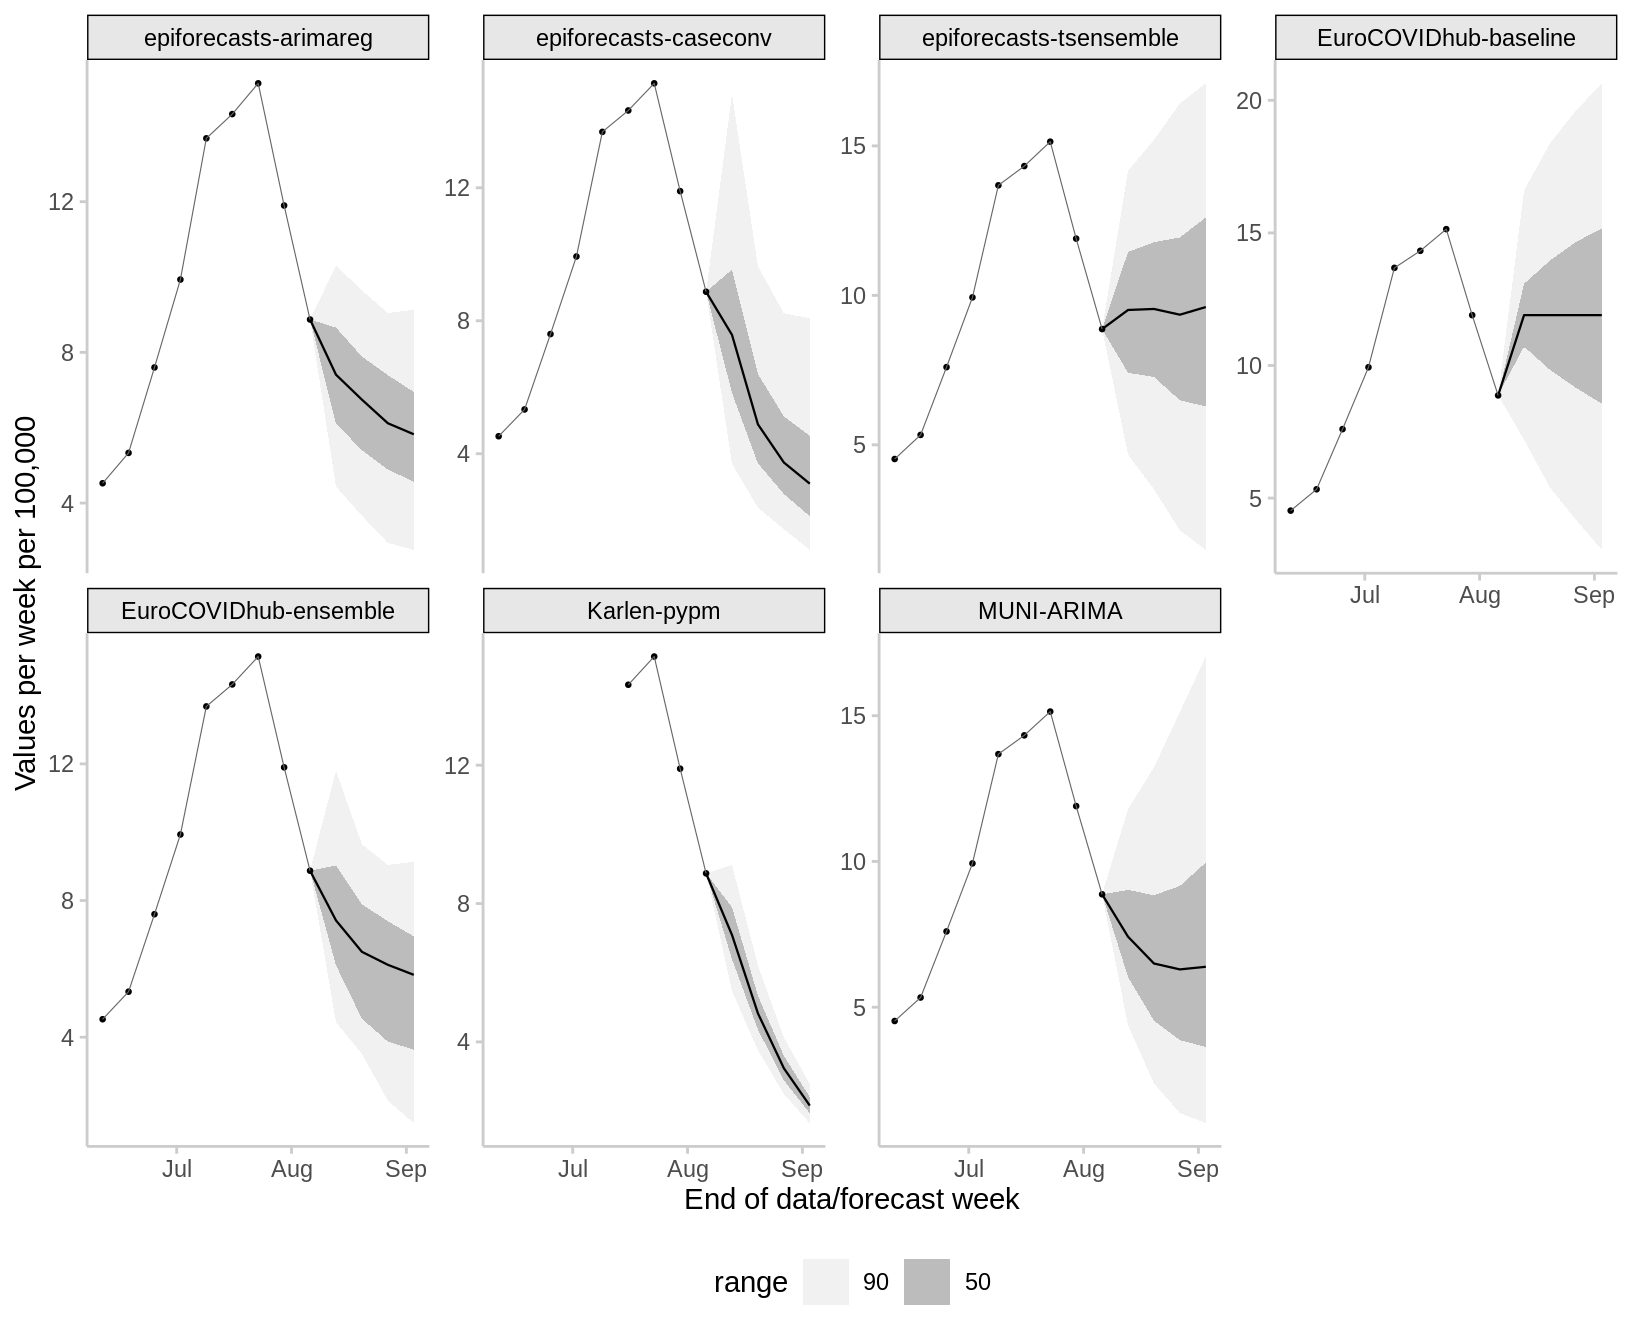 epiforecasts-arimareg
epiforecasts-caseconv
epiforecasts-tsensemble
EuroCOVIDhub-baseline
12
8
4
12
8
4
15
10
5
20
15
10
5
Jul Aug Sep
Values per week per 100,000
EuroCOVIDhub-ensemble
Karlen-pypm
MUNI-ARIMA
12
8
4
12
8
4
15
10
5
Jul Aug Sep
Jul Aug Sep
Jul Aug Sep
End of data/forecast week
range 90 50